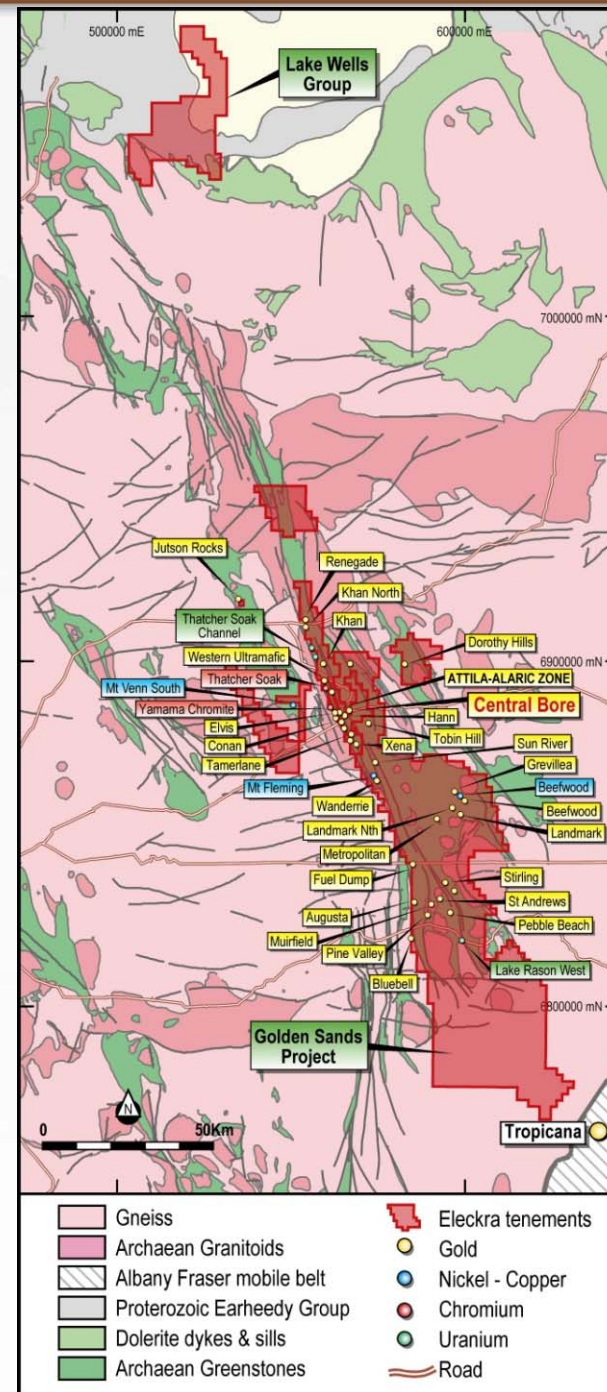 500000 mE
600000 mE
Lake Wells
Group
7000000 mN
Jutson Rocks
Renegade
Khan North
Thatcher Soak
Channel
Khan
Western Ultramafic
Dorothy Hills
6900000 mN
Thatcher Soak
ATTILA-ALARIC ZONE
Mt Venn South
Yamama Chromite
Central Bore
Elvis
Hann
Conan
Tobin Hill
Tamerlane
Xena
Sun River
Mt Fleming
Grevillea
Wanderrie
Beefwood
Landmark Nth
Beefwood
Metropolitan
Landmark
Fuel Dump
Stirling
Augusta
St Andrews
Muirfield
Pebble Beach
Pine Valley
Lake Rason West
Bluebell
6800000 mN
Golden Sands
Project
N
0
50Km
Tropicana
Gneiss
Archaean Granitoids
Albany Fraser mobile belt
Proterozoic Earheedy Group
Dolerite dykes & sills
Archaean Greenstones
Eleckra tenements
Gold
Nickel - Copper
Chromium
Uranium
Road